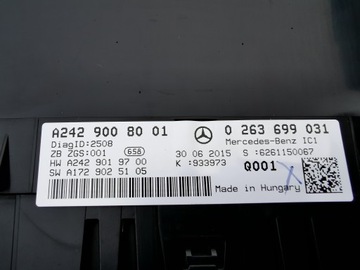 A242 900 80 01
0 263 699 031
DiagID:2508
Mercedes-Benz IC1
ZB ZGS:001
658
30 06 2015
S :6261150067
HW A242 901 97 00
K :933973
Q001
SW A172 902 51 05
Made in Hungary